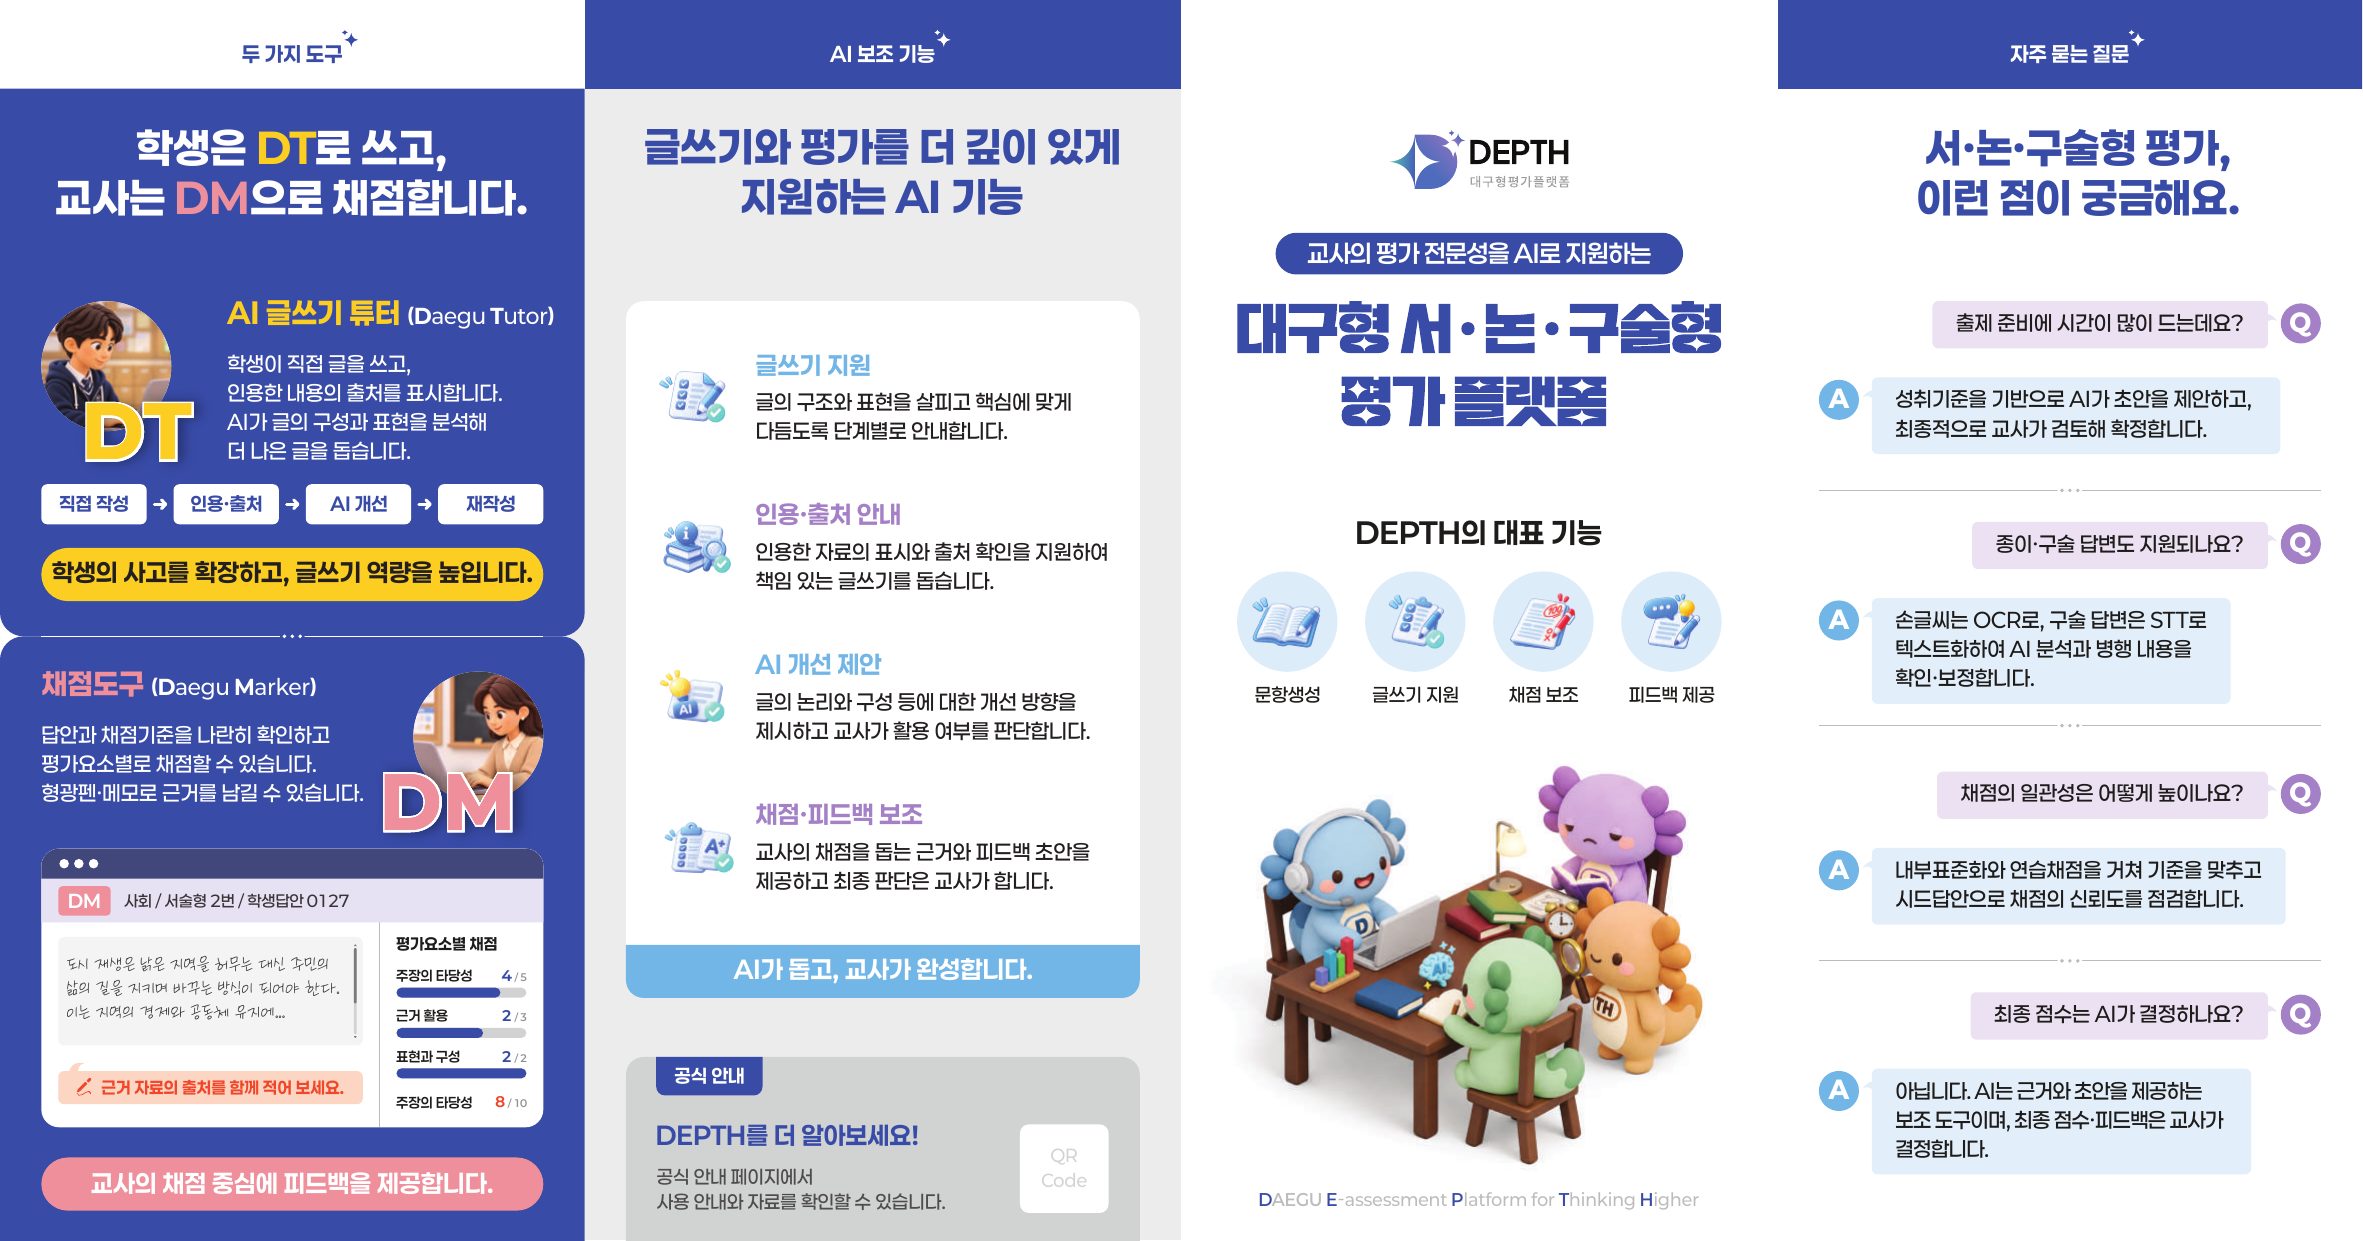 두 가지 도구
학생은 DT로 쓰고,
교사는 DM으로 채점합니다.
AI 글쓰기 튜터 (Daegu Tutor)
학생이 직접 글을 쓰고,
인용한 내용의 출처를 표시합니다.
AI가 글의 구성과 표현을 분석해
더 나은 글을 돕습니다.
DT
직접 작성
인용·출처
AI 개선
재작성
학생의 사고를 확장하고, 글쓰기 역량을 높입니다.
채점도구 (Daegu Marker)
답안과 채점기준을 나란히 확인하고
평가요소별로 채점할 수 있습니다.
형광펜·메모로 근거를 남길 수 있습니다.
DM
DM 사회 / 서술형 2번 / 학생답안 0127
도시 재생은 낡은 지역을 허무는 대신 주민의
삶의 질을 지키며 바꾸는 방식이 되어야 한다.
이는 지역의 경제와 공동체 유지에...
근거 자료의 출처를 함께 적어 보세요.
평가요소별 채점
주장의 타당성 4 / 5
근거 활용 2 / 3
표현과 구성 2 / 2
주장의 타당성 8 / 10
교사의 채점 중심에 피드백을 제공합니다.
AI 보조 기능
글쓰기와 평가를 더 깊이 있게
지원하는 AI 기능
글쓰기 지원
글의 구조와 표현을 살피고 핵심에 맞게
다듬도록 단계별로 안내합니다.
인용·출처 안내
인용한 자료의 표시와 출처 확인을 지원하여
책임 있는 글쓰기를 돕습니다.
AI
AI 개선 제안
글의 논리와 구성 등에 대한 개선 방향을
제시하고 교사가 활용 여부를 판단합니다.
A+
채점·피드백 보조
교사의 채점을 돕는 근거와 피드백 초안을
제공하고 최종 판단은 교사가 합니다.
AI가 돕고, 교사가 완성합니다.
공식 안내
DEPTH를 더 알아보세요!
공식 안내 페이지에서
사용 안내와 자료를 확인할 수 있습니다.
QR
Code
DEPTH
대구형평가플랫폼
교사의 평가 전문성을 AI로 지원하는
대구형 서·논·구술형
평가 플랫폼
DEPTH의 대표 기능
100
문항생성
글쓰기 지원
채점 보조
피드백 제공
D
AI
TH
DAEGU E-assessment Platform for Thinking Higher
자주 묻는 질문
서·논·구술형 평가,
이런 점이 궁금해요.
출제 준비에 시간이 많이 드는데요? Q
A 성취기준을 기반으로 AI가 초안을 제안하고,
최종적으로 교사가 검토해 확정합니다.
종이·구술 답변도 지원되나요? Q
A 손글씨는 OCR로, 구술 답변은 STT로
텍스트화하여 AI 분석과 병행 내용을
확인·보정합니다.
채점의 일관성은 어떻게 높이나요? Q
A 내부표준화와 연습채점을 거쳐 기준을 맞추고
시드답안으로 채점의 신뢰도를 점검합니다.
최종 점수는 AI가 결정하나요? Q
A 아닙니다. AI는 근거와 초안을 제공하는
보조 도구이며, 최종 점수·피드백은 교사가
결정합니다.